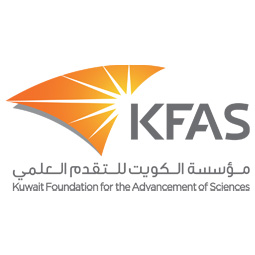 KFAS
مؤسسة الكويت للتقدم العلمي
Kuwait Foundation for the Advancement of Sciences